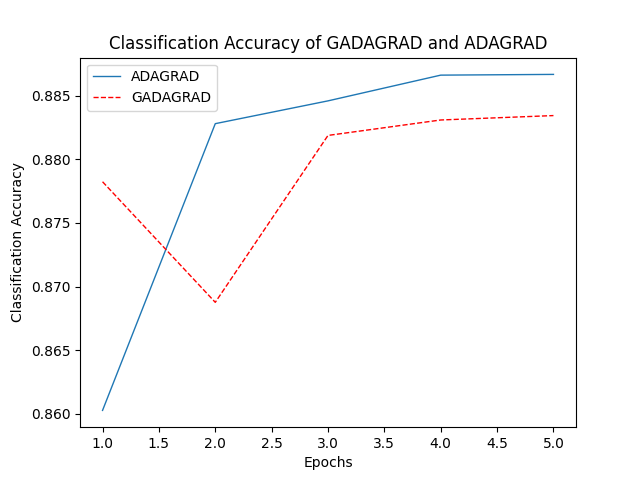 Classification Accuracy of GADAGRAD and ADAGRAD
ADAGRAD
GADAGRAD
Classification Accuracy
0.885
0.880
0.875
0.870
0.865
0.860
1.0 1.5 2.0 2.5 3.0 3.5 4.0 4.5 5.0
Epochs